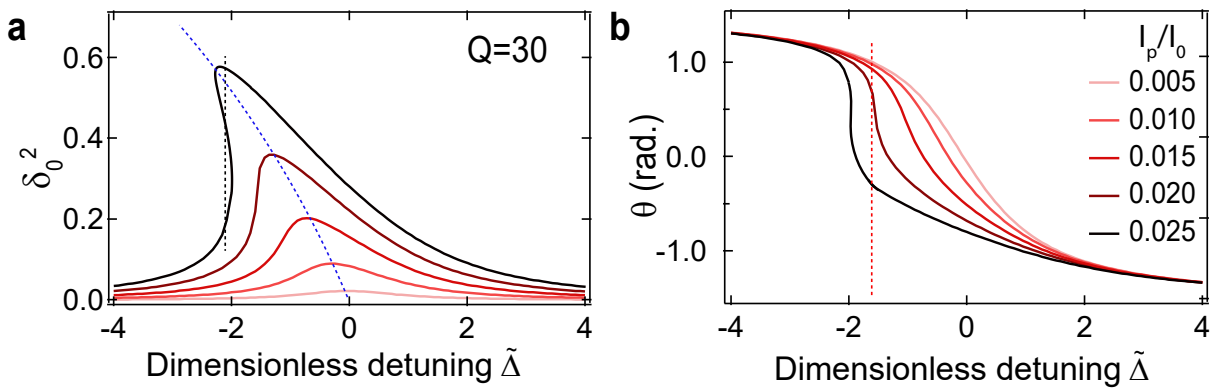 a
Q=30
δ₀²
0.6
0.4
0.2
0.0
-4
-2
0
2
4
Dimensionless detuning Δ̃
b
θ (rad.)
1.0
0.0
-1.0
-4
-2
0
2
4
Dimensionless detuning Δ̃
Iₚ/I₀
0.005
0.010
0.015
0.020
0.025